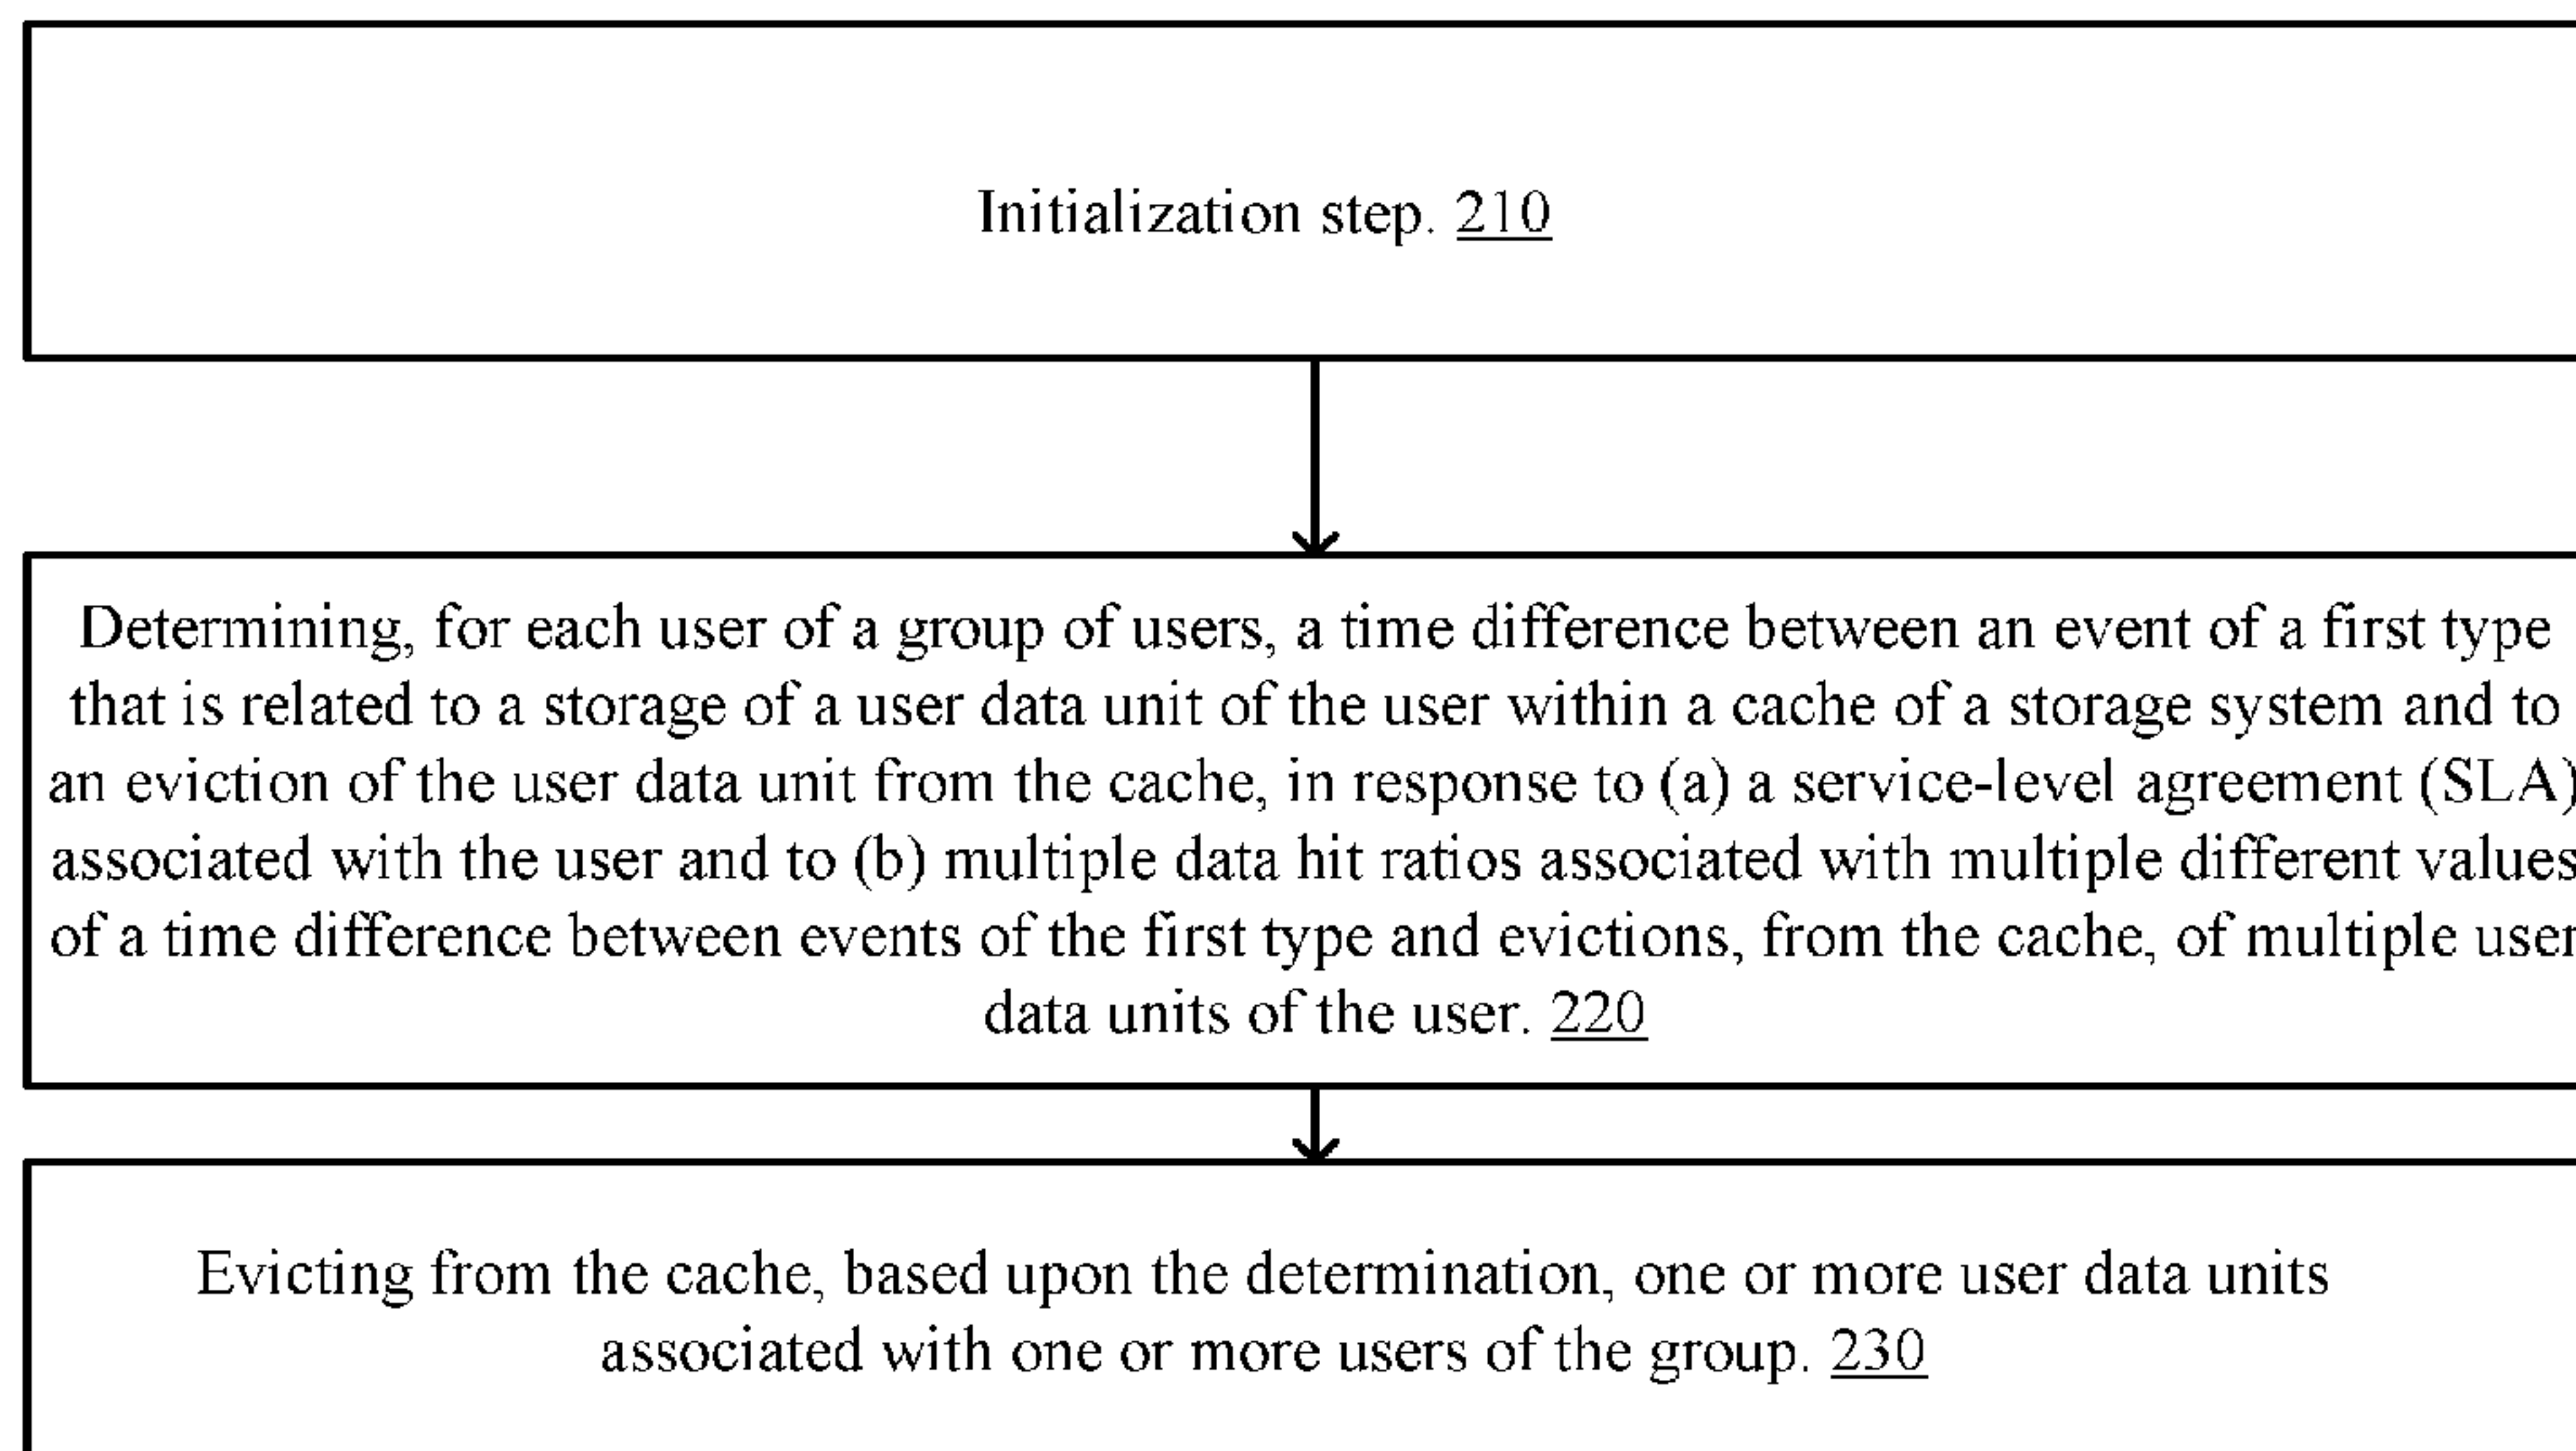 Initialization step. 210
Determining, for each user of a group of users, a time difference between an event of a first type
that is related to a storage of a user data unit of the user within a cache of a storage system and to
an eviction of the user data unit from the cache, in response to (a) a service-level agreement (SLA)
associated with the user and to (b) multiple data hit ratios associated with multiple different values
of a time difference between events of the first type and evictions, from the cache, of multiple user
data units of the user. 220
Evicting from the cache, based upon the determination, one or more user data units
associated with one or more users of the group. 230